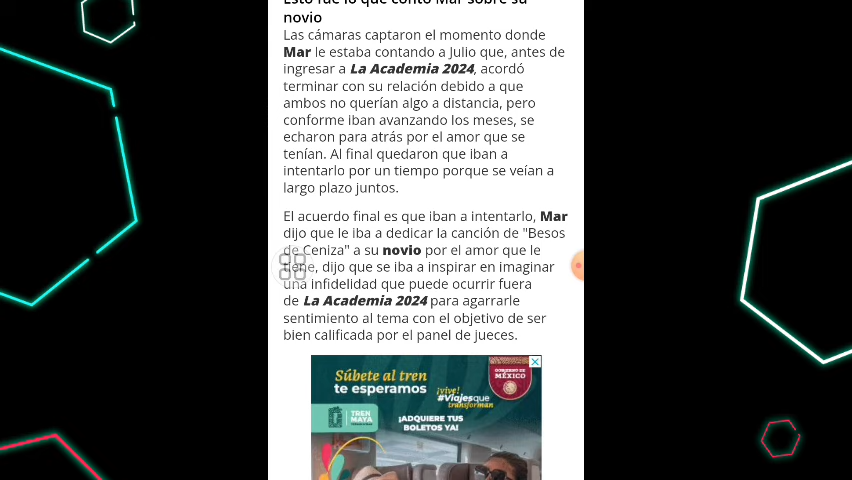 Esto fue lo que contó Mar sobre su
novio
Las cámaras captaron el momento donde
Mar le estaba contando a Julio que, antes de
ingresar a La Academia 2024, acordó
terminar con su relación debido a que
ambos no querían algo a distancia, pero
conforme iban avanzando los meses, se
echaron para atrás por el amor que se
tenían. Al final quedaron que iban a
intentarlo por un tiempo porque se veían a
largo plazo juntos.
El acuerdo final es que iban a intentarlo, Mar
dijo que le iba a dedicar la canción de "Besos
de Ceniza" a su novio por el amor que le
tiene, dijo que se iba a inspirar en imaginar
una infidelidad que puede ocurrir fuera
de La Academia 2024 para agarrarle
sentimiento al tema con el objetivo de ser
bien calificada por el panel de jueces.
Súbete al tren
te esperamos
¡vive!
#Viajesque
transforman
GOBIERNO DE
MÉXICO
TREN
MAYA
¡ADQUIERE TUS
BOLETOS YA!